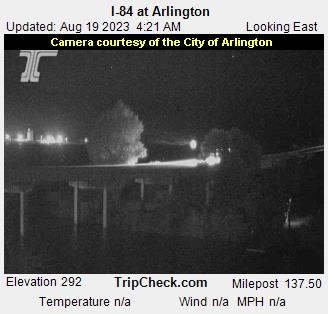 I-84 at Arlington
Updated: Aug 19 2023 4:21 AM Looking East
Camera courtesy of the City of Arlington
Elevation 292 TripCheck.com Milepost 137.50
Temperature n/a Wind n/a MPH n/a